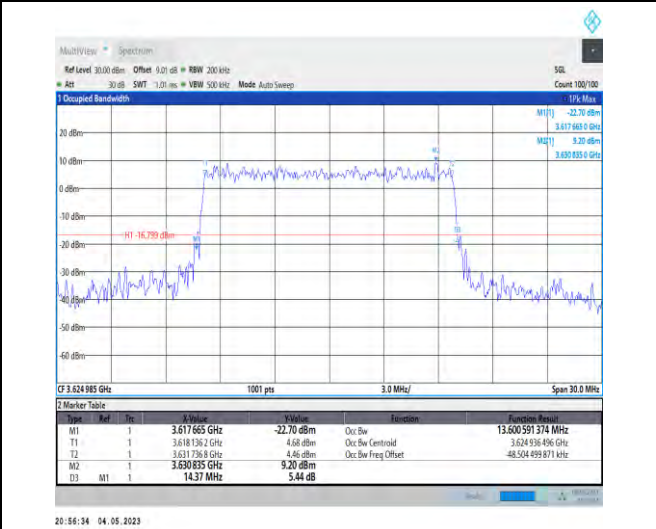 MultiView Spectrum
Ref Level 30.00 dBm Offset 9.01 dB RBW 200 kHz SGL
Att 30 dB SWT 1.01 ms VBW 500 kHz Mode Auto Sweep Count 100/100
1 Occupied Bandwidth 1Pk Max
M1[1] -22.70 dBm
3.617 665 0 GHz
M2[1] 9.20 dBm
3.630 835 0 GHz
20 dBm
10 dBm
0 dBm
-10 dBm
H1 -16.799 dBm
-20 dBm
-30 dBm
-40 dBm
-50 dBm
-60 dBm
CF 3.624 985 GHz 1001 pts 3.0 MHz/ Span 30.0 MHz
2 Marker Table
Type Ref Trc X-Value Y-Value Function Function Result
M1 1 3.617 665 GHz -22.70 dBm Occ Bw 13.600 591 374 MHz
T1 1 3.618 136 2 GHz 4.68 dBm Occ Bw Centroid 3.624 936 496 GHz
T2 1 3.631 736 8 GHz 4.46 dBm Occ Bw Freq Offset -48.504 499 871 kHz
M2 1 3.630 835 GHz 9.20 dBm
D3 M1 1 14.37 MHz 5.44 dB
20:56:34 04.05.2023